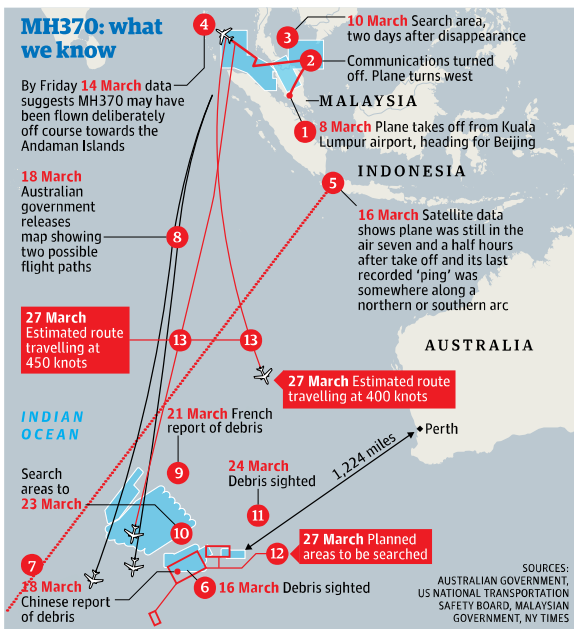 MH370: what
we know
4
10 March Search area,
two days after disappearance
3
2
Communications turned
off. Plane turns west
By Friday 14 March data
suggests MH370 may have
been flown deliberately
off course towards the
Andaman Islands
MALAYSIA
1
8 March Plane takes off from Kuala
Lumpur airport, heading for Beijing
INDONESIA
18 March
Australian
government
releases
map showing
two possible
flight paths
8
5
16 March Satellite data
shows plane was still in the
air seven and a half hours
after take off and its last
recorded ‘ping’ was
somewhere along a
northern or southern arc
27 March
Estimated route
travelling at
450 knots
13
13
AUSTRALIA
27 March Estimated route
travelling at 400 knots
INDIAN
OCEAN
21 March French
report of debris
9
Perth
1,224 miles
24 March
Debris sighted
11
Search
areas to
23 March
10
27 March Planned
areas to be searched
12
7
18 March
Chinese report
of debris
6
16 March Debris sighted
SOURCES:
AUSTRALIAN GOVERNMENT,
US NATIONAL TRANSPORTATION
SAFETY BOARD, MALAYSIAN
GOVERNMENT, NY TIMES